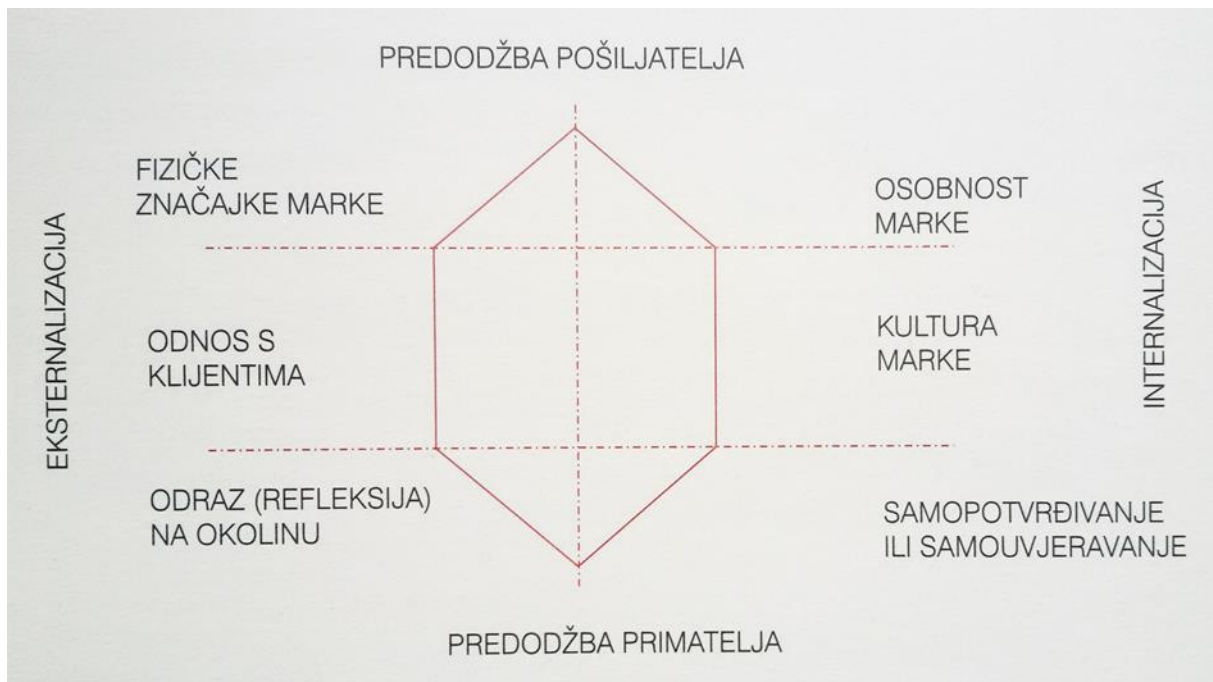 PREDODŽBA POŠILJATELJA
FIZIČKE
ZNAČAJKE MARKE
OSOBNOST
MARKE
EKSTERNALIZACIJA
INTERNALIZACIJA
ODNOS S
KLIJENTIMA
KULTURA
MARKE
ODRAZ (REFLEKSIJA)
NA OKOLINU
SAMOPOTVRĐIVANJE
ILI SAMOUVJERAVANJE
PREDODŽBA PRIMATELJA